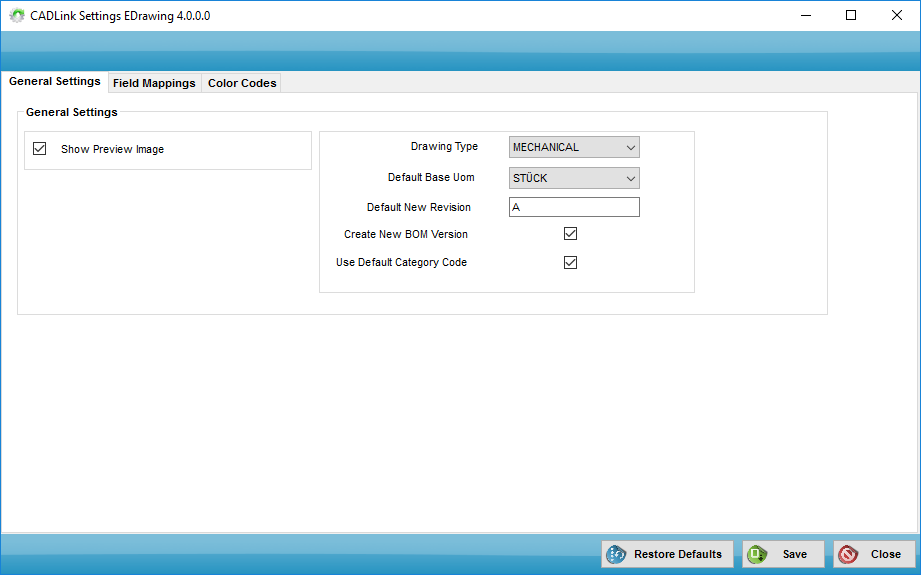 CADLink Settings EDrawing 4.0.0.0
General Settings Field Mappings Color Codes
General Settings
Show Preview Image
Drawing Type MECHANICAL
Default Base Uom STÜCK
Default New Revision A
Create New BOM Version
Use Default Category Code
Restore Defaults Save Close